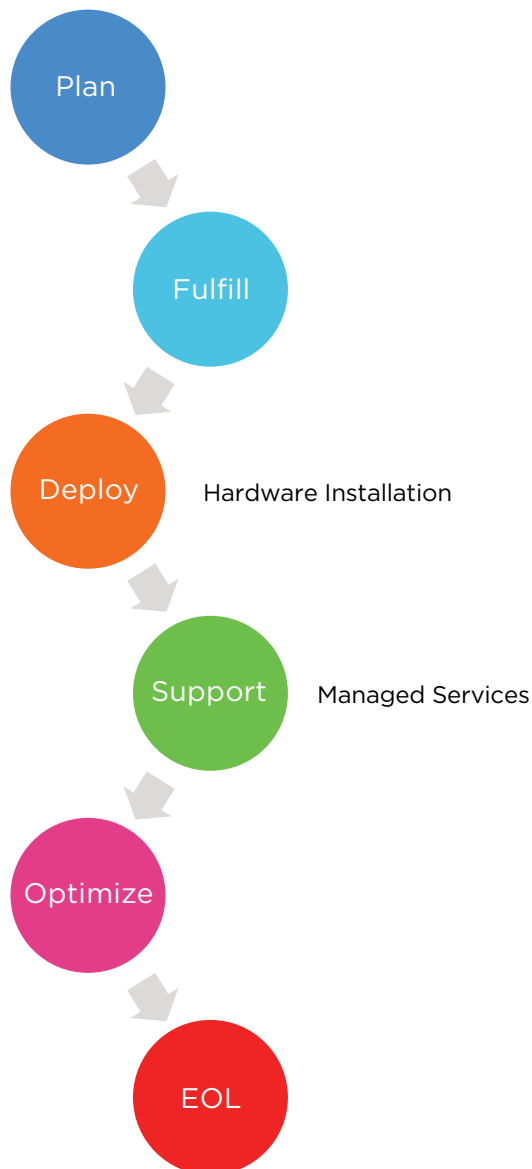 Plan
Fulfill
Deploy
Hardware Installation
Support
Managed Services
Optimize
EOL